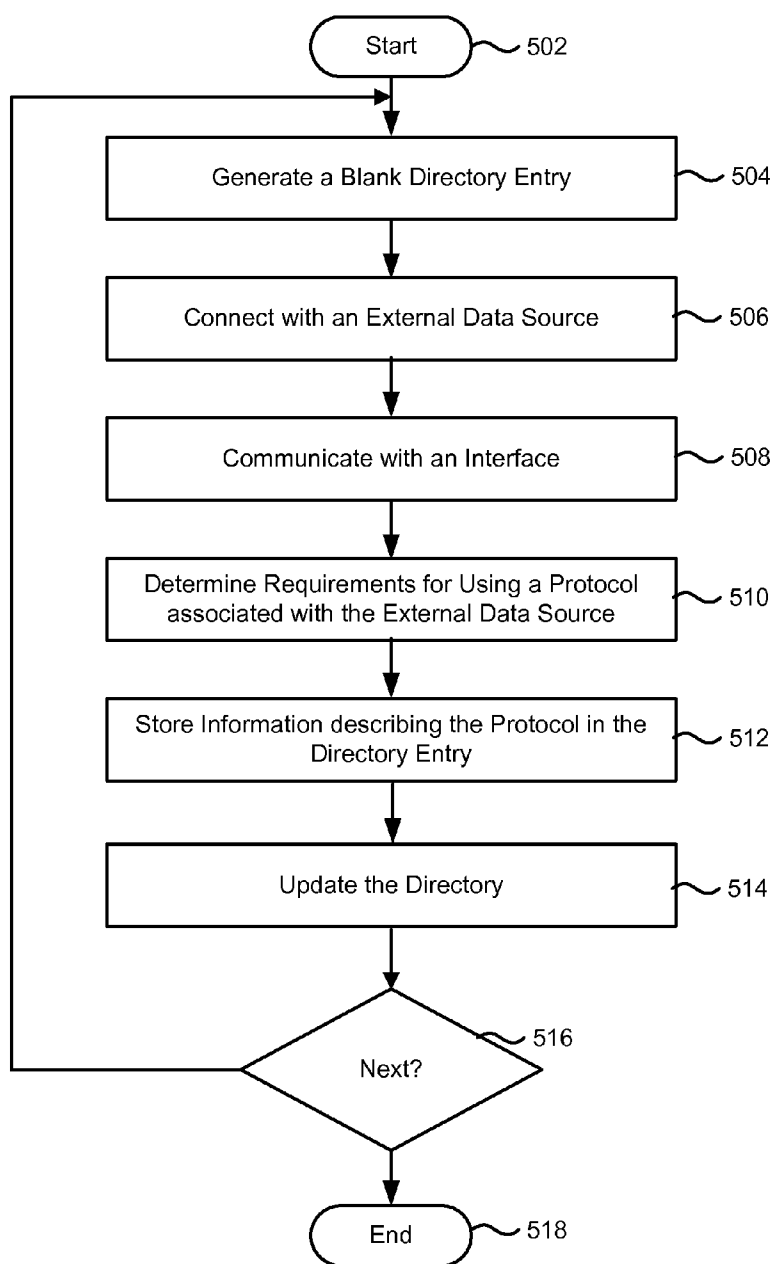 Start
502
Generate a Blank Directory Entry
504
Connect with an External Data Source
506
Communicate with an Interface
508
Determine Requirements for Using a Protocol
associated with the External Data Source
510
Store Information describing the Protocol in the
Directory Entry
512
Update the Directory
514
516
Next?
End
518